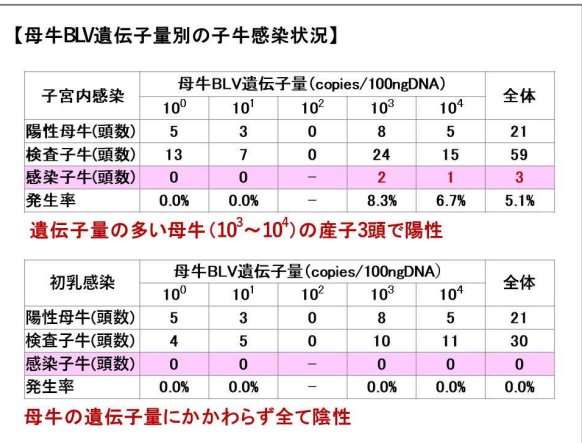 【母牛BLV遺伝子量別の子牛感染状況】
子宮内感染 母牛BLV遺伝子量(copies/100ngDNA) 全体
10⁰ 10¹ 10² 10³ 10⁴
陽性母牛(頭数) 5 3 0 8 5 21
検査子牛(頭数) 13 7 0 24 15 59
感染子牛(頭数) 0 0 － 2 1 3
発生率 0.0% 0.0% － 8.3% 6.7% 5.1%
遺伝子量の多い母牛(10³～10⁴)の産子3頭で陽性
初乳感染 母牛BLV遺伝子量(copies/100ngDNA) 全体
10⁰ 10¹ 10² 10³ 10⁴
陽性母牛(頭数) 5 3 0 8 5 21
検査子牛(頭数) 4 5 0 10 11 30
感染子牛(頭数) 0 0 － 0 0 0
発生率 0.0% 0.0% － 0.0% 0.0% 0.0%
母牛の遺伝子量にかかわらず全て陰性